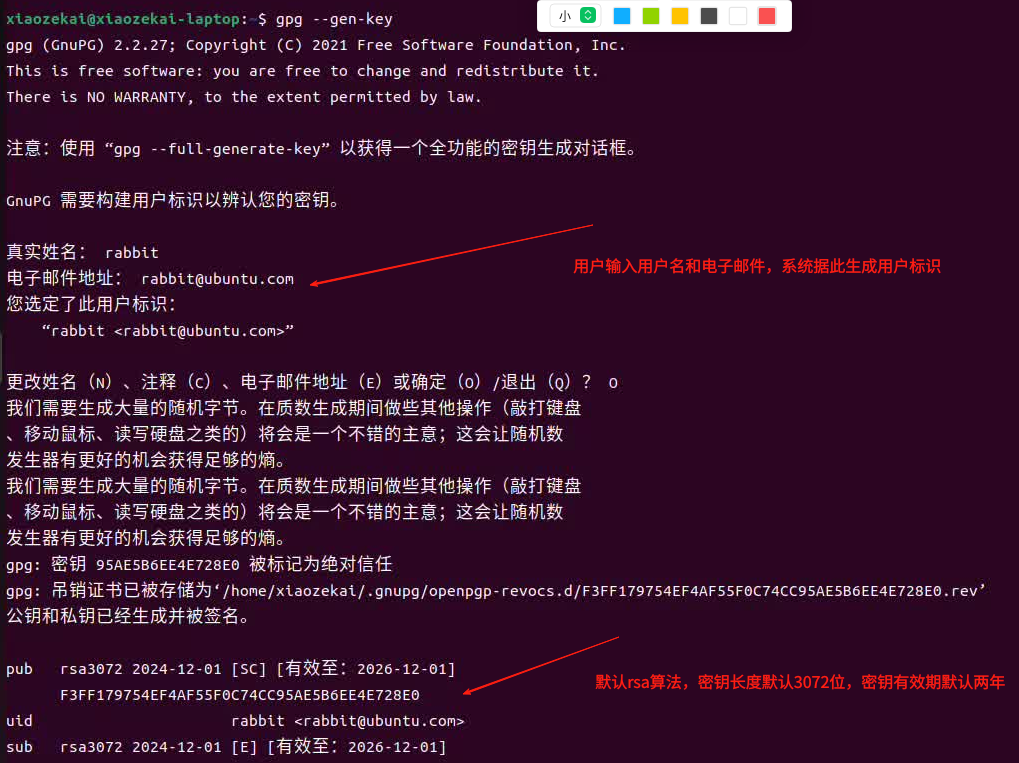 小
xiaozekai@xiaozekai-laptop:~$ gpg --gen-key
gpg (GnuPG) 2.2.27; Copyright (C) 2021 Free Software Foundation, Inc.
This is free software: you are free to change and redistribute it.
There is NO WARRANTY, to the extent permitted by law.
注意：使用 “gpg --full-generate-key” 以获得一个全功能的密钥生成对话框。
GnuPG 需要构建用户标识以辨认您的密钥。
真实姓名： rabbit
电子邮件地址： rabbit@ubuntu.com
用户输入用户名和电子邮件，系统据此生成用户标识
您选定了此用户标识：
“rabbit <rabbit@ubuntu.com>”
更改姓名（N）、注释（C）、电子邮件地址（E）或确定（O）/退出（Q）？ O
我们需要生成大量的随机字节。在质数生成期间做些其他操作（敲打键盘
、移动鼠标、读写硬盘之类的）将会是一个不错的主意；这会让随机数
发生器有更好的机会获得足够的熵。
我们需要生成大量的随机字节。在质数生成期间做些其他操作（敲打键盘
、移动鼠标、读写硬盘之类的）将会是一个不错的主意；这会让随机数
发生器有更好的机会获得足够的熵。
gpg: 密钥 95AE5B6EE4E728E0 被标记为绝对信任
gpg: 吊销证书已被存储为‘/home/xiaozekai/.gnupg/openpgp-revocs.d/F3FF179754EF4AF55F0C74CC95AE5B6EE4E728E0.rev’
公钥和私钥已经生成并被签名。
pub   rsa3072 2024-12-01 [SC] [有效至：2026-12-01]
F3FF179754EF4AF55F0C74CC95AE5B6EE4E728E0
默认rsa算法，密钥长度默认3072位，密钥有效期默认两年
uid                      rabbit <rabbit@ubuntu.com>
sub   rsa3072 2024-12-01 [E] [有效至：2026-12-01]